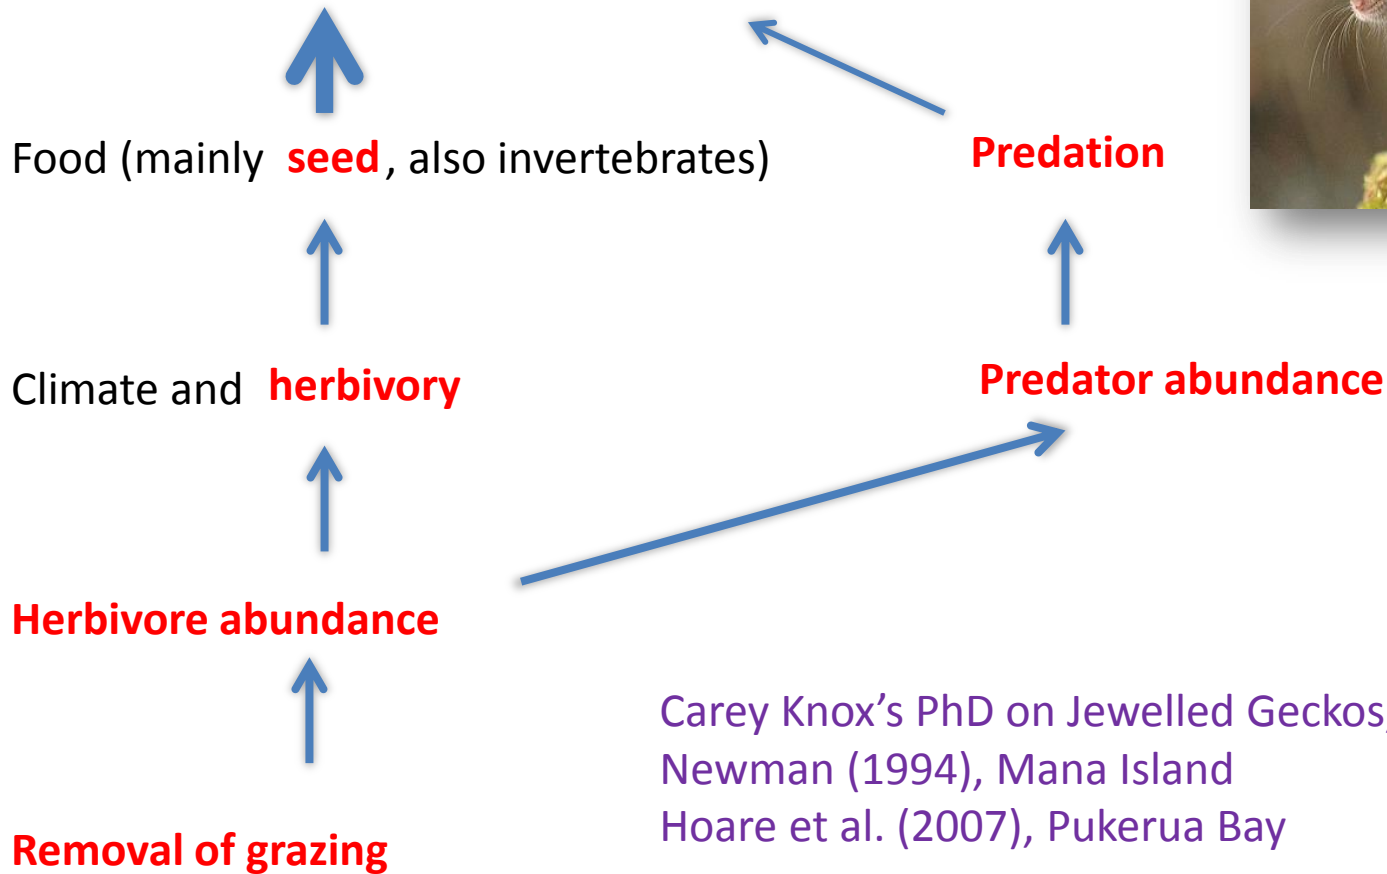 Food (mainly seed, also invertebrates)
Predation
Climate and herbivory
Predator abundance
Herbivore abundance
Carey Knox's PhD on Jewelled Geckos,
Newman (1994), Mana Island
Hoare et al. (2007), Pukerua Bay
Removal of grazing